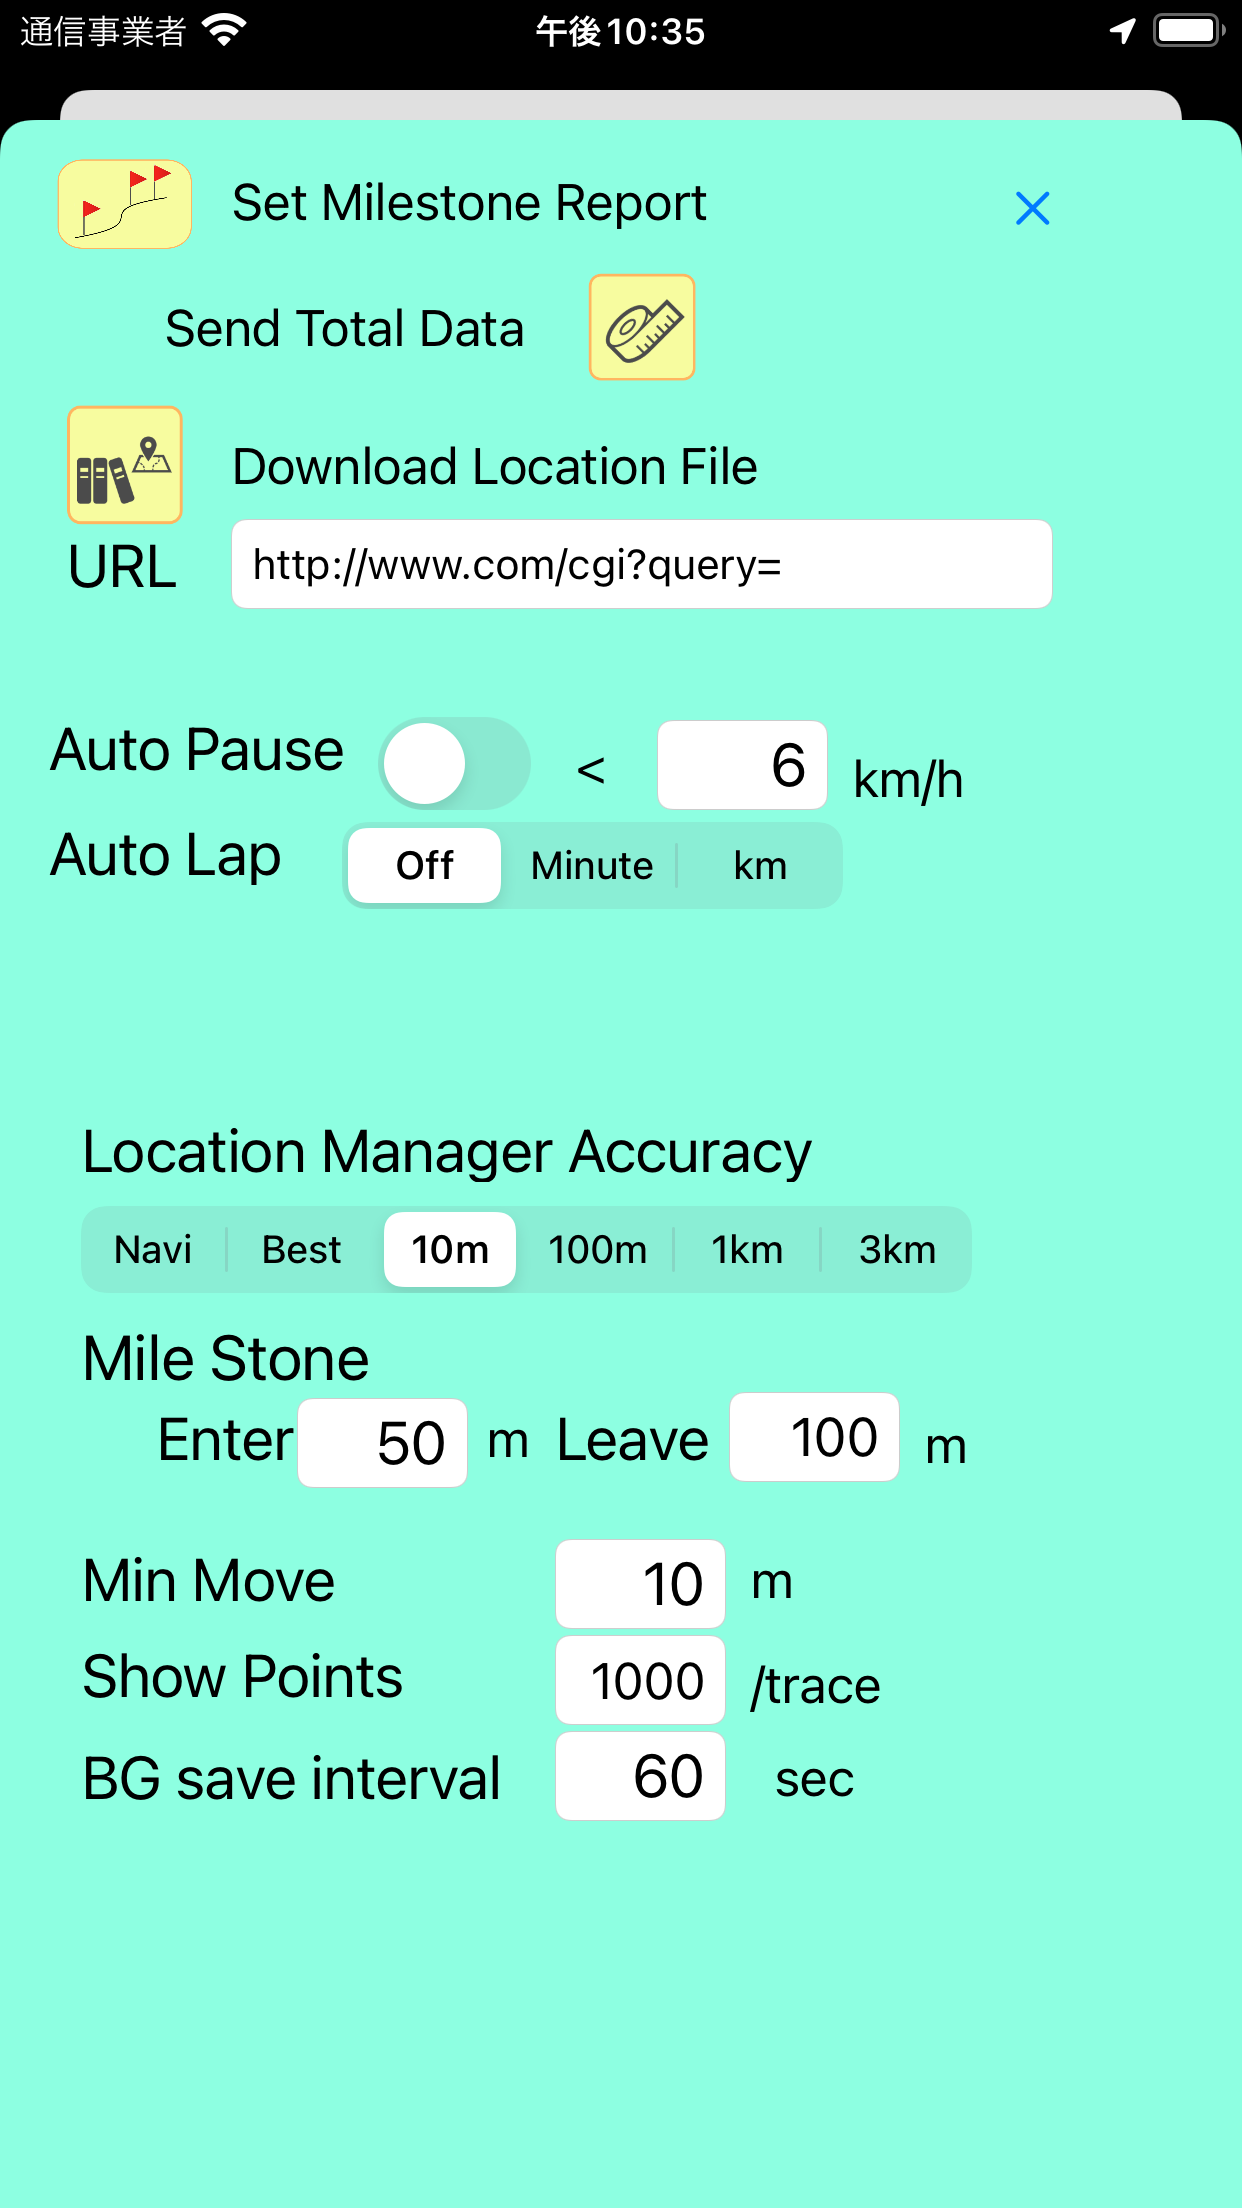 通信事業者 午後10:35
Set Milestone Report
Send Total Data
Download Location File
URL http://www.com/cgi?query=
Auto Pause < 6 km/h
Auto Lap Off Minute km
Location Manager Accuracy
Navi Best 10m 100m 1km 3km
Mile Stone
Enter 50 m Leave 100 m
Min Move 10 m
Show Points 1000 /trace
BG save interval 60 sec